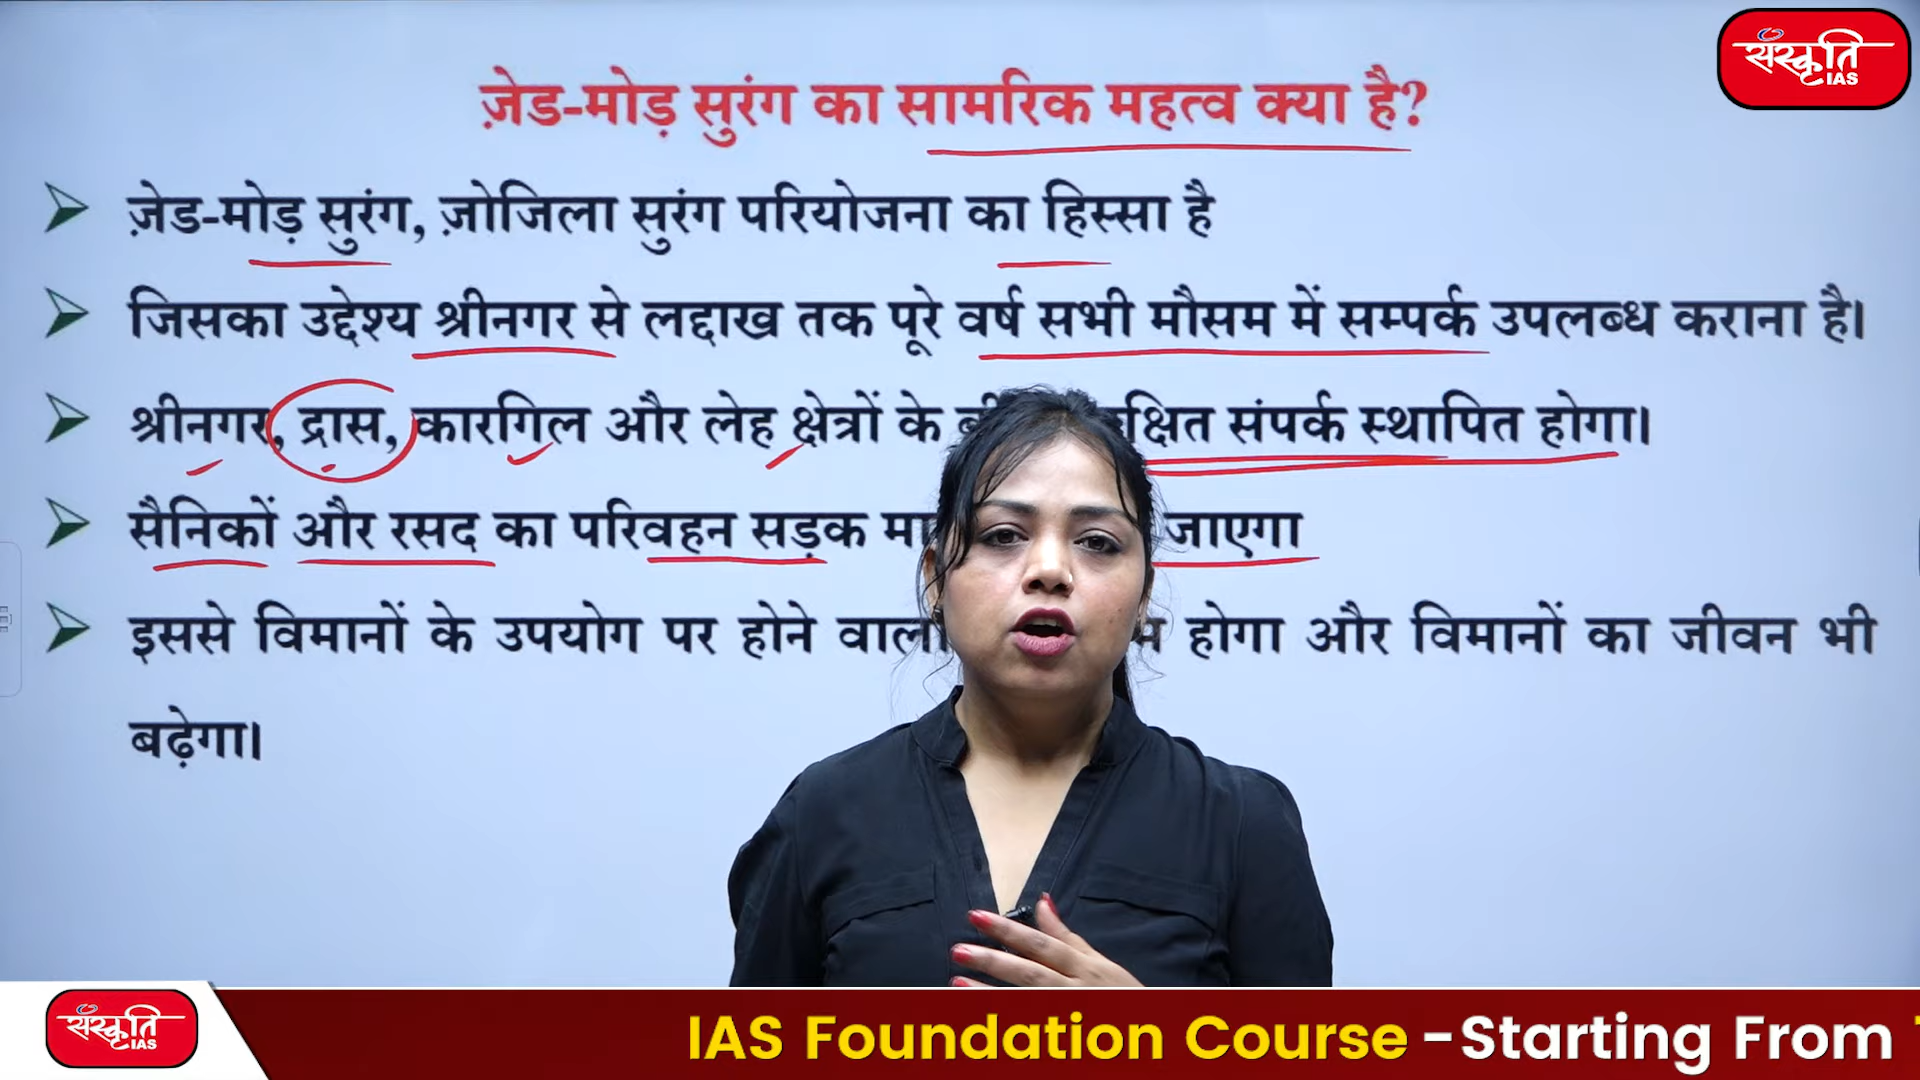 संस्कृति
IAS
ज़ेड-मोड़ सुरंग का सामरिक महत्व क्या है?
ज़ेड-मोड़ सुरंग, ज़ोजिला सुरंग परियोजना का हिस्सा है
जिसका उद्देश्य श्रीनगर से लद्दाख तक पूरे वर्ष सभी मौसम में सम्पर्क उपलब्ध कराना है।
श्रीनगर, द्रास, कारगिल और लेह क्षेत्रों के संपर्क स्थापित होगा।
सैनिकों और रसद का परिवहन सड़क जाएगा
इससे विमानों के उपयोग पर होने होगा और विमानों का जीवन भी
बढ़ेगा।
संस्कृति
IAS
IAS Foundation Course -Starting From